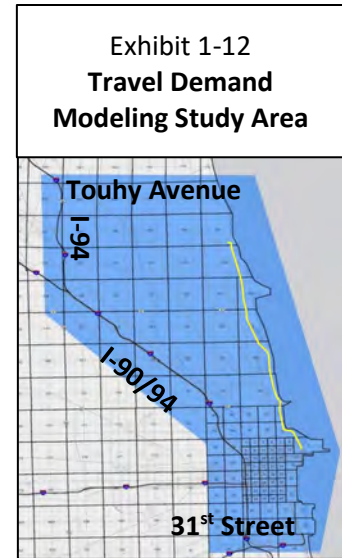 Exhibit 1-12
Travel Demand
Modeling Study Area
Touhy Avenue
I-94
I-90/94
31st Street